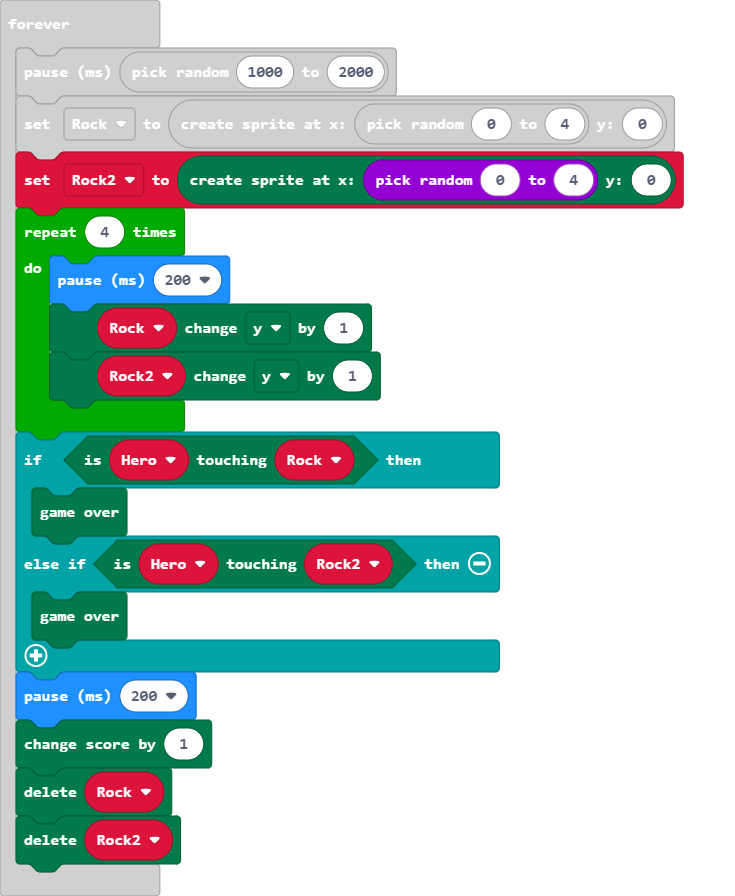 forever
pause (ms) pick random 1000 to 2000
set Rock to create sprite at x: pick random 0 to 4 y: 0
set Rock2 to create sprite at x: pick random 0 to 4 y: 0
repeat 4 times
do
pause (ms) 200
Rock change y by 1
Rock2 change y by 1
if is Hero touching Rock then
game over
else if is Hero touching Rock2 then
game over
pause (ms) 200
change score by 1
delete Rock
delete Rock2